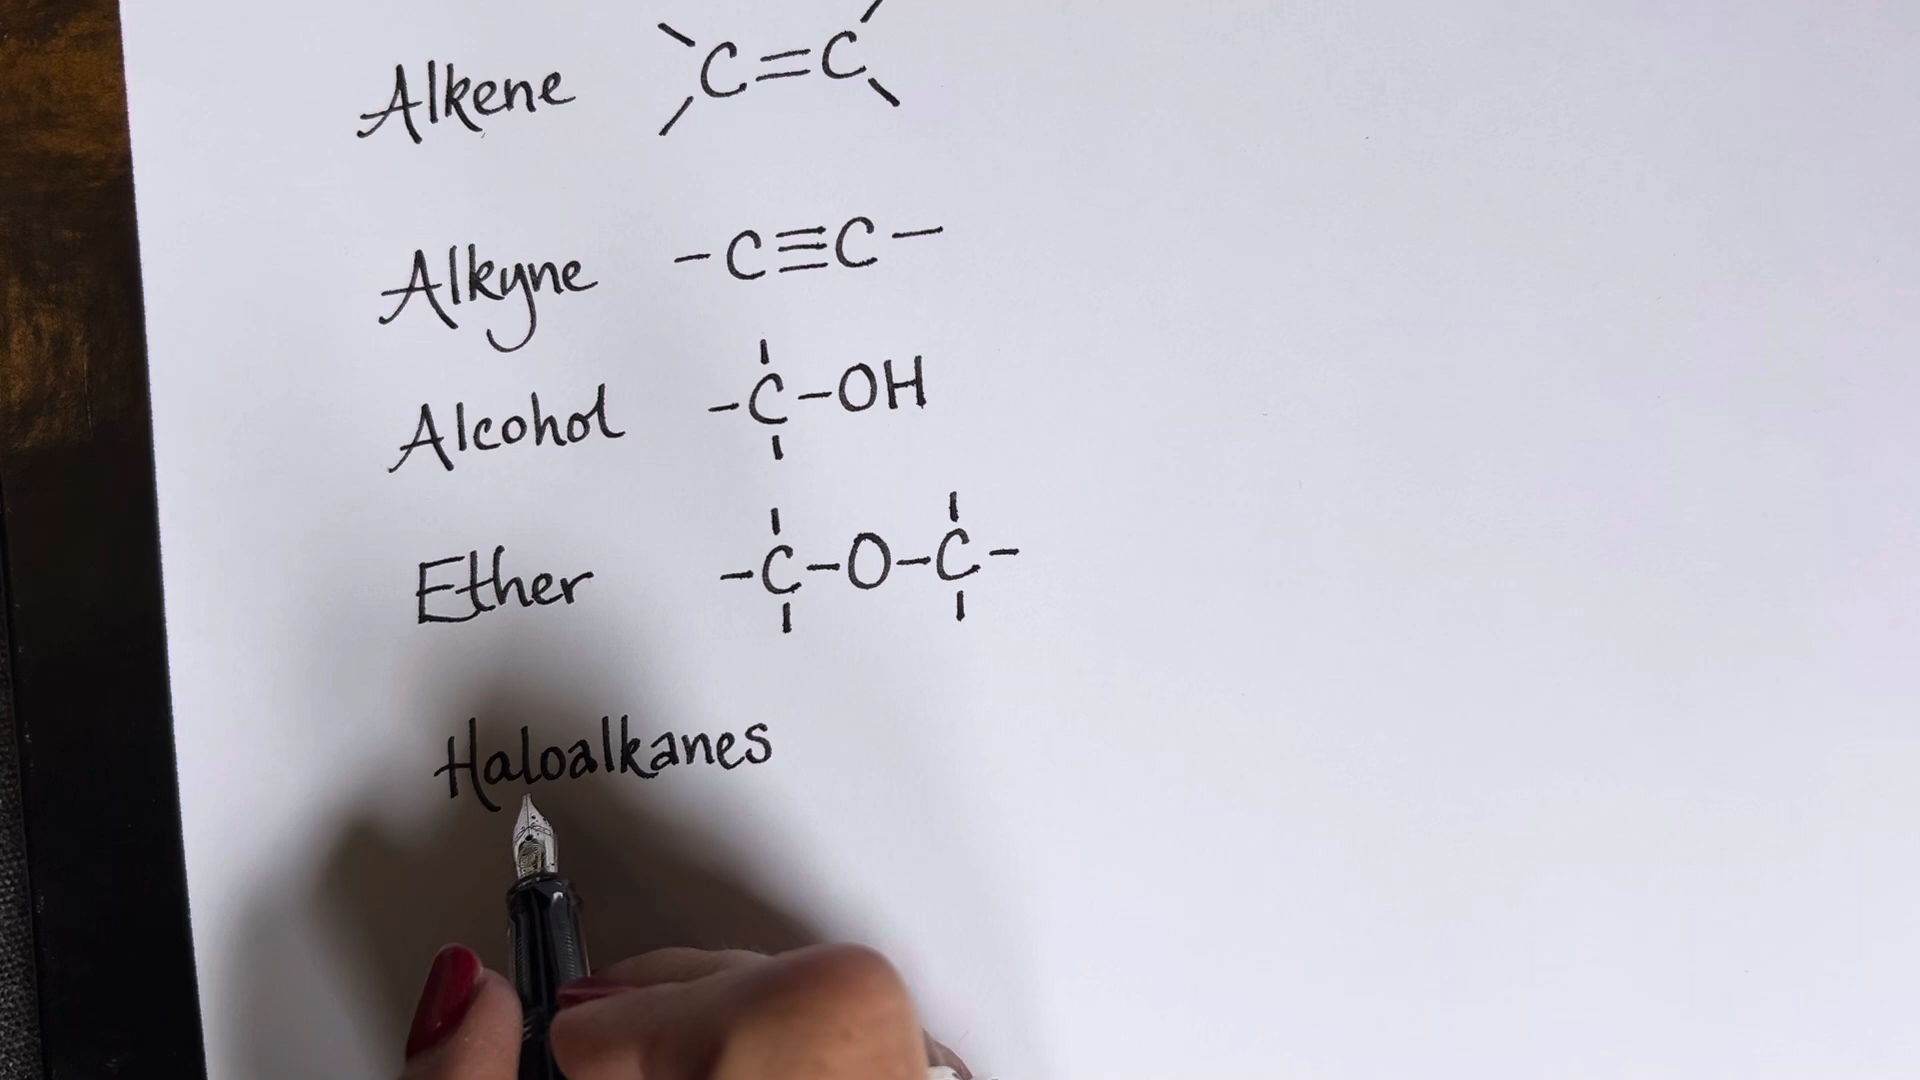 Alkene C=C
Alkyne -C≡C-
Alcohol -C-OH
Ether -C-O-C-
Haloalkanes